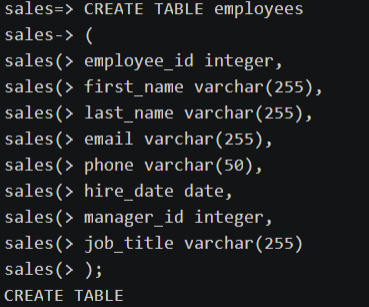 sales=> CREATE TABLE employees
sales-> (
sales(> employee_id integer,
sales(> first_name varchar(255),
sales(> last_name varchar(255),
sales(> email varchar(255),
sales(> phone varchar(50),
sales(> hire_date date,
sales(> manager_id integer,
sales(> job_title varchar(255)
sales(> );
CREATE TABLE